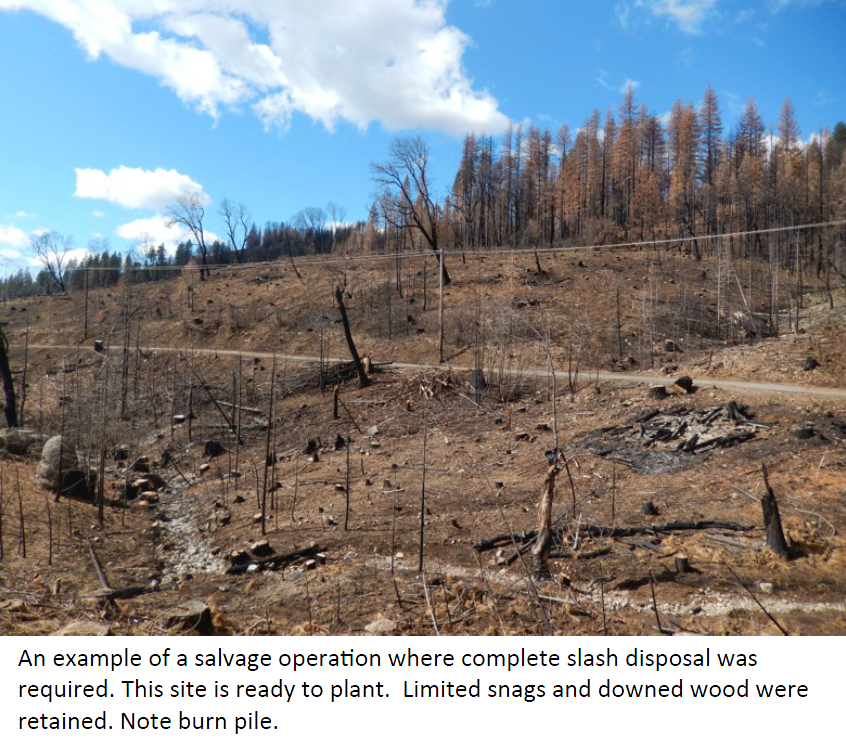 An example of a salvage operation where complete slash disposal was
required. This site is ready to plant.  Limited snags and downed wood were
retained. Note burn pile.